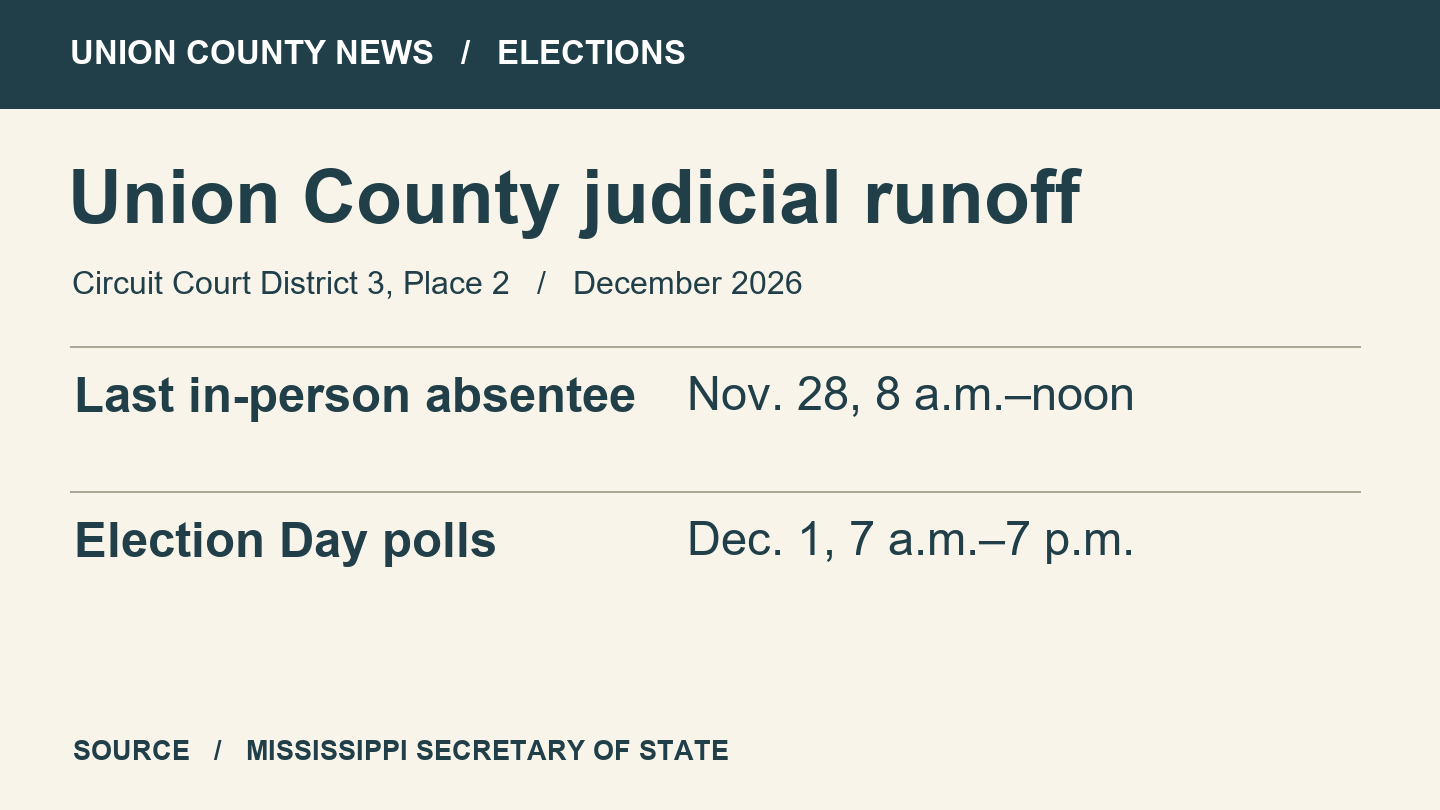 UNION COUNTY NEWS / ELECTIONS
Union County judicial runoff
Circuit Court District 3, Place 2 / December 2026
Last in-person absentee Nov. 28, 8 a.m.–noon
Election Day polls Dec. 1, 7 a.m.–7 p.m.
SOURCE / MISSISSIPPI SECRETARY OF STATE